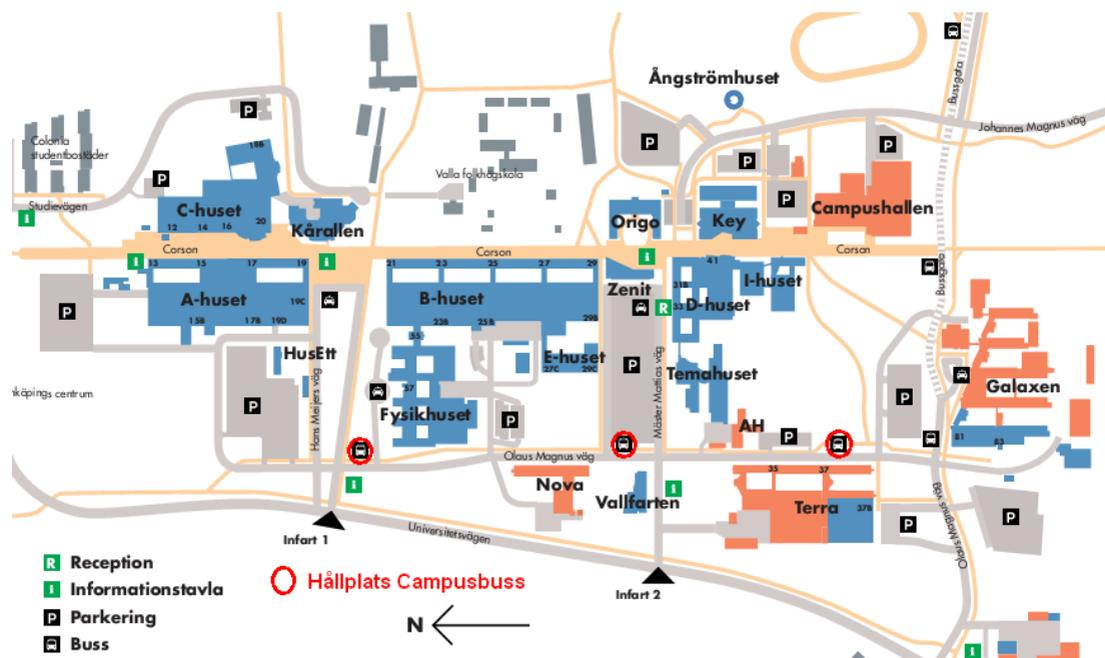 Bussgata
Ångströmhuset
P
Johannes Magnus väg
Colonia
studentbostäder
18B
P
P
P
P
Valla folkhögskola
P
P
Studievägen
i
C-huset
Kårallen
12
14
16
20
Origo
Key
Campushallen
Corson
Corson
Corson
Bussgata
i
i
i
13
15
17
19
21
23
25
27
29
41
Zenit
31B
I-huset
A-huset
19C
B-huset
R
33
D-huset
P
15B
17B
19D
23B
25B
29B
55
HusEtt
E-huset
27C
29C
P
Temahuset
Galaxen
nköpings centrum
P
57
Fysikhuset
P
P
Hans Meijers väg
Mäster Mattias väg
AH
P
81
83
Olaus Magnus väg
i
Nova
Vallfarten
i
35
37
Terra
37B
P
P
Olaus Magnus väg
Infart 1
Universitetsvägen
R Reception
i Informationstavla
P Parkering
Buss
Hållplats Campusbuss
N
Infart 2
i